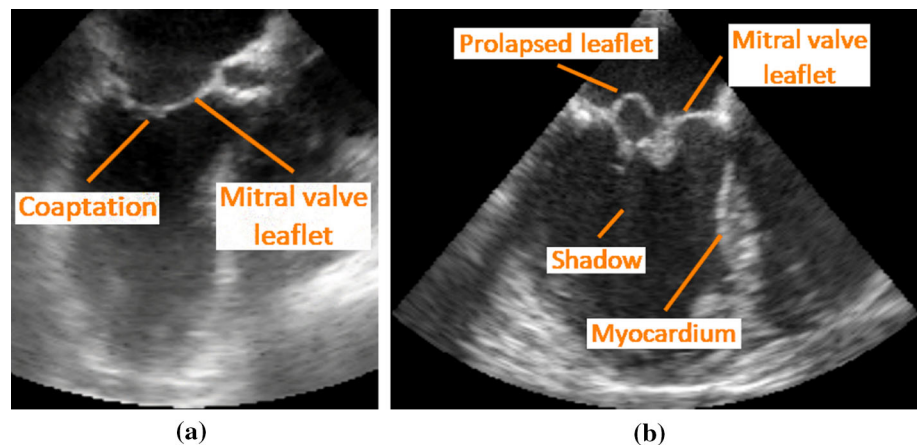 Coaptation
Mitral valve
leaflet
(a)
Prolapsed leaflet
Mitral valve
leaflet
Shadow
Myocardium
(b)